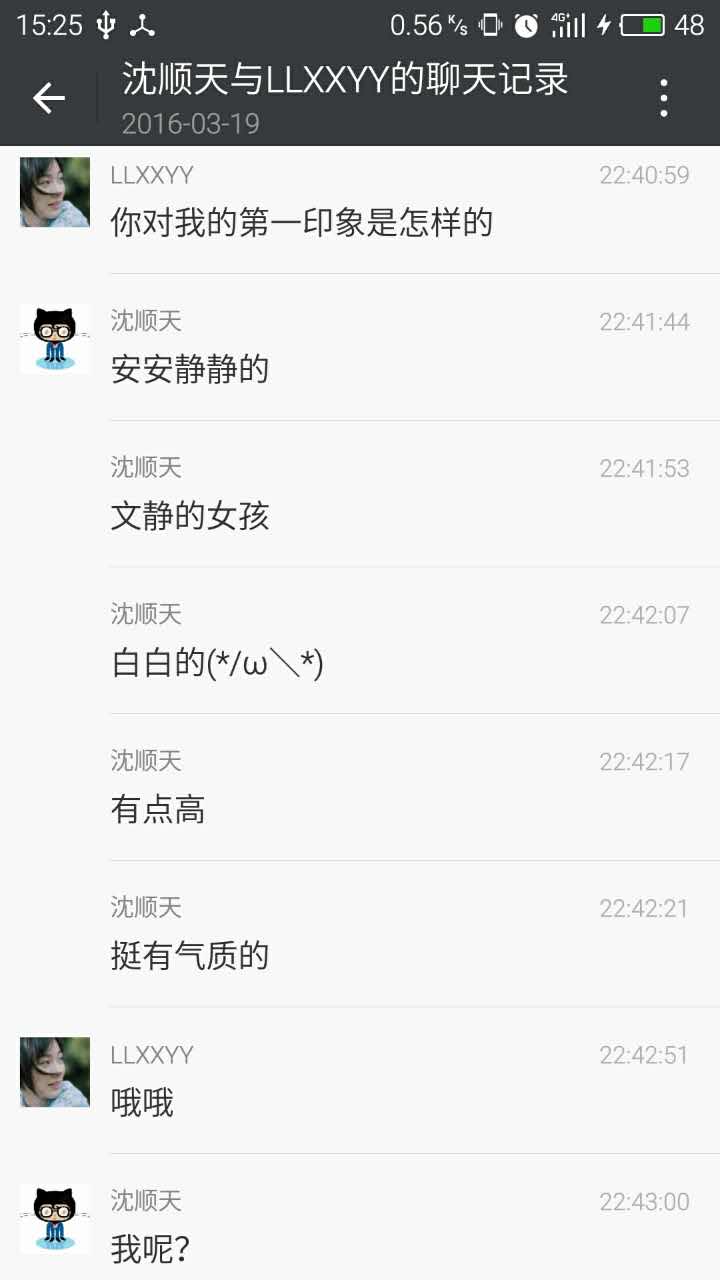 15:25 0.56 K/s 4G 48
沈顺天与LLXXYY的聊天记录
2016-03-19
LLXXYY 22:40:59
你对我的第一印象是怎样的
沈顺天 22:41:44
安安静静的
沈顺天 22:41:53
文静的女孩
沈顺天 22:42:07
白白的(*/ω＼*)
沈顺天 22:42:17
有点高
沈顺天 22:42:21
挺有气质的
LLXXYY 22:42:51
哦哦
沈顺天 22:43:00
我呢?